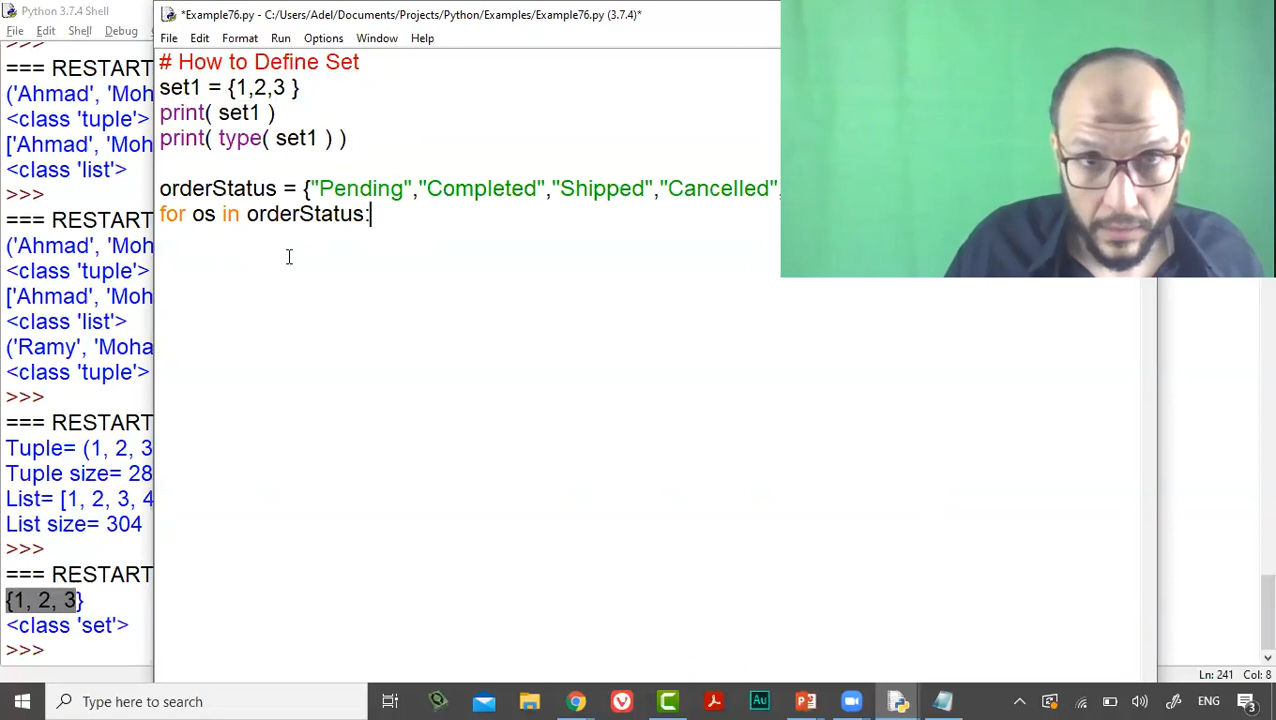 Python 3.7.4 Shell
File Edit Shell Debug
>>>
=== RESTART
('Ahmad', 'Moh
<class 'tuple'>
['Ahmad', 'Moh
<class 'list'>
>>>
=== RESTART
('Ahmad', 'Moh
<class 'tuple'>
['Ahmad', 'Moh
<class 'list'>
('Ramy', 'Moha
<class 'tuple'>
>>>
=== RESTART
Tuple= (1, 2, 3
Tuple size= 28
List= [1, 2, 3, 4
List size= 304
>>>
=== RESTART
{1, 2, 3}
<class 'set'>
>>>
*Example76.py - C:/Users/Adel/Documents/Projects/Python/Examples/Example76.py (3.7.4)*
File Edit Format Run Options Window Help
# How to Define Set
set1 = {1,2,3 }
print( set1 )
print( type( set1 ) )
orderStatus = {"Pending","Completed","Shipped","Cancelled",
for os in orderStatus:
Ln: 241 Col: 8
Type here to search
Au
ENG
3